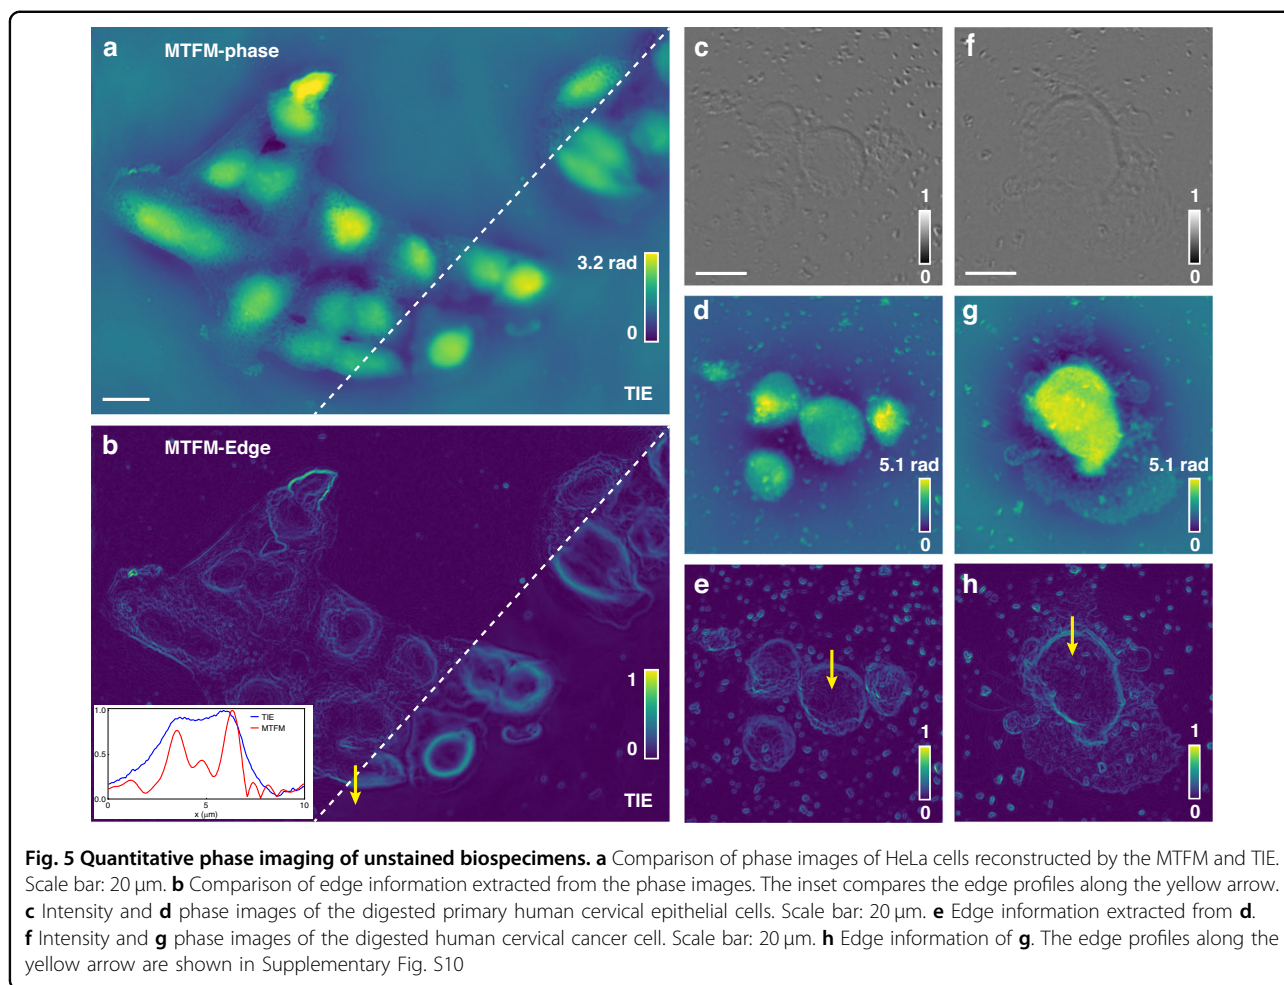 a
MTFM-phase
3.2 rad
0
TIE
b
MTFM-Edge
1
0
TIE
1.0
0.5
0.0
TIE
MTFM
0
5
10
x (μm)
c
1
0
f
1
0
d
5.1 rad
0
g
5.1 rad
0
e
1
0
h
1
0
Fig. 5 Quantitative phase imaging of unstained biospecimens. a Comparison of phase images of HeLa cells reconstructed by the MTFM and TIE.
Scale bar: 20 μm. b Comparison of edge information extracted from the phase images. The inset compares the edge profiles along the yellow arrow.
c Intensity and d phase images of the digested primary human cervical epithelial cells. Scale bar: 20 μm. e Edge information extracted from d.
f Intensity and g phase images of the digested human cervical cancer cell. Scale bar: 20 μm. h Edge information of g. The edge profiles along the
yellow arrow are shown in Supplementary Fig. S10